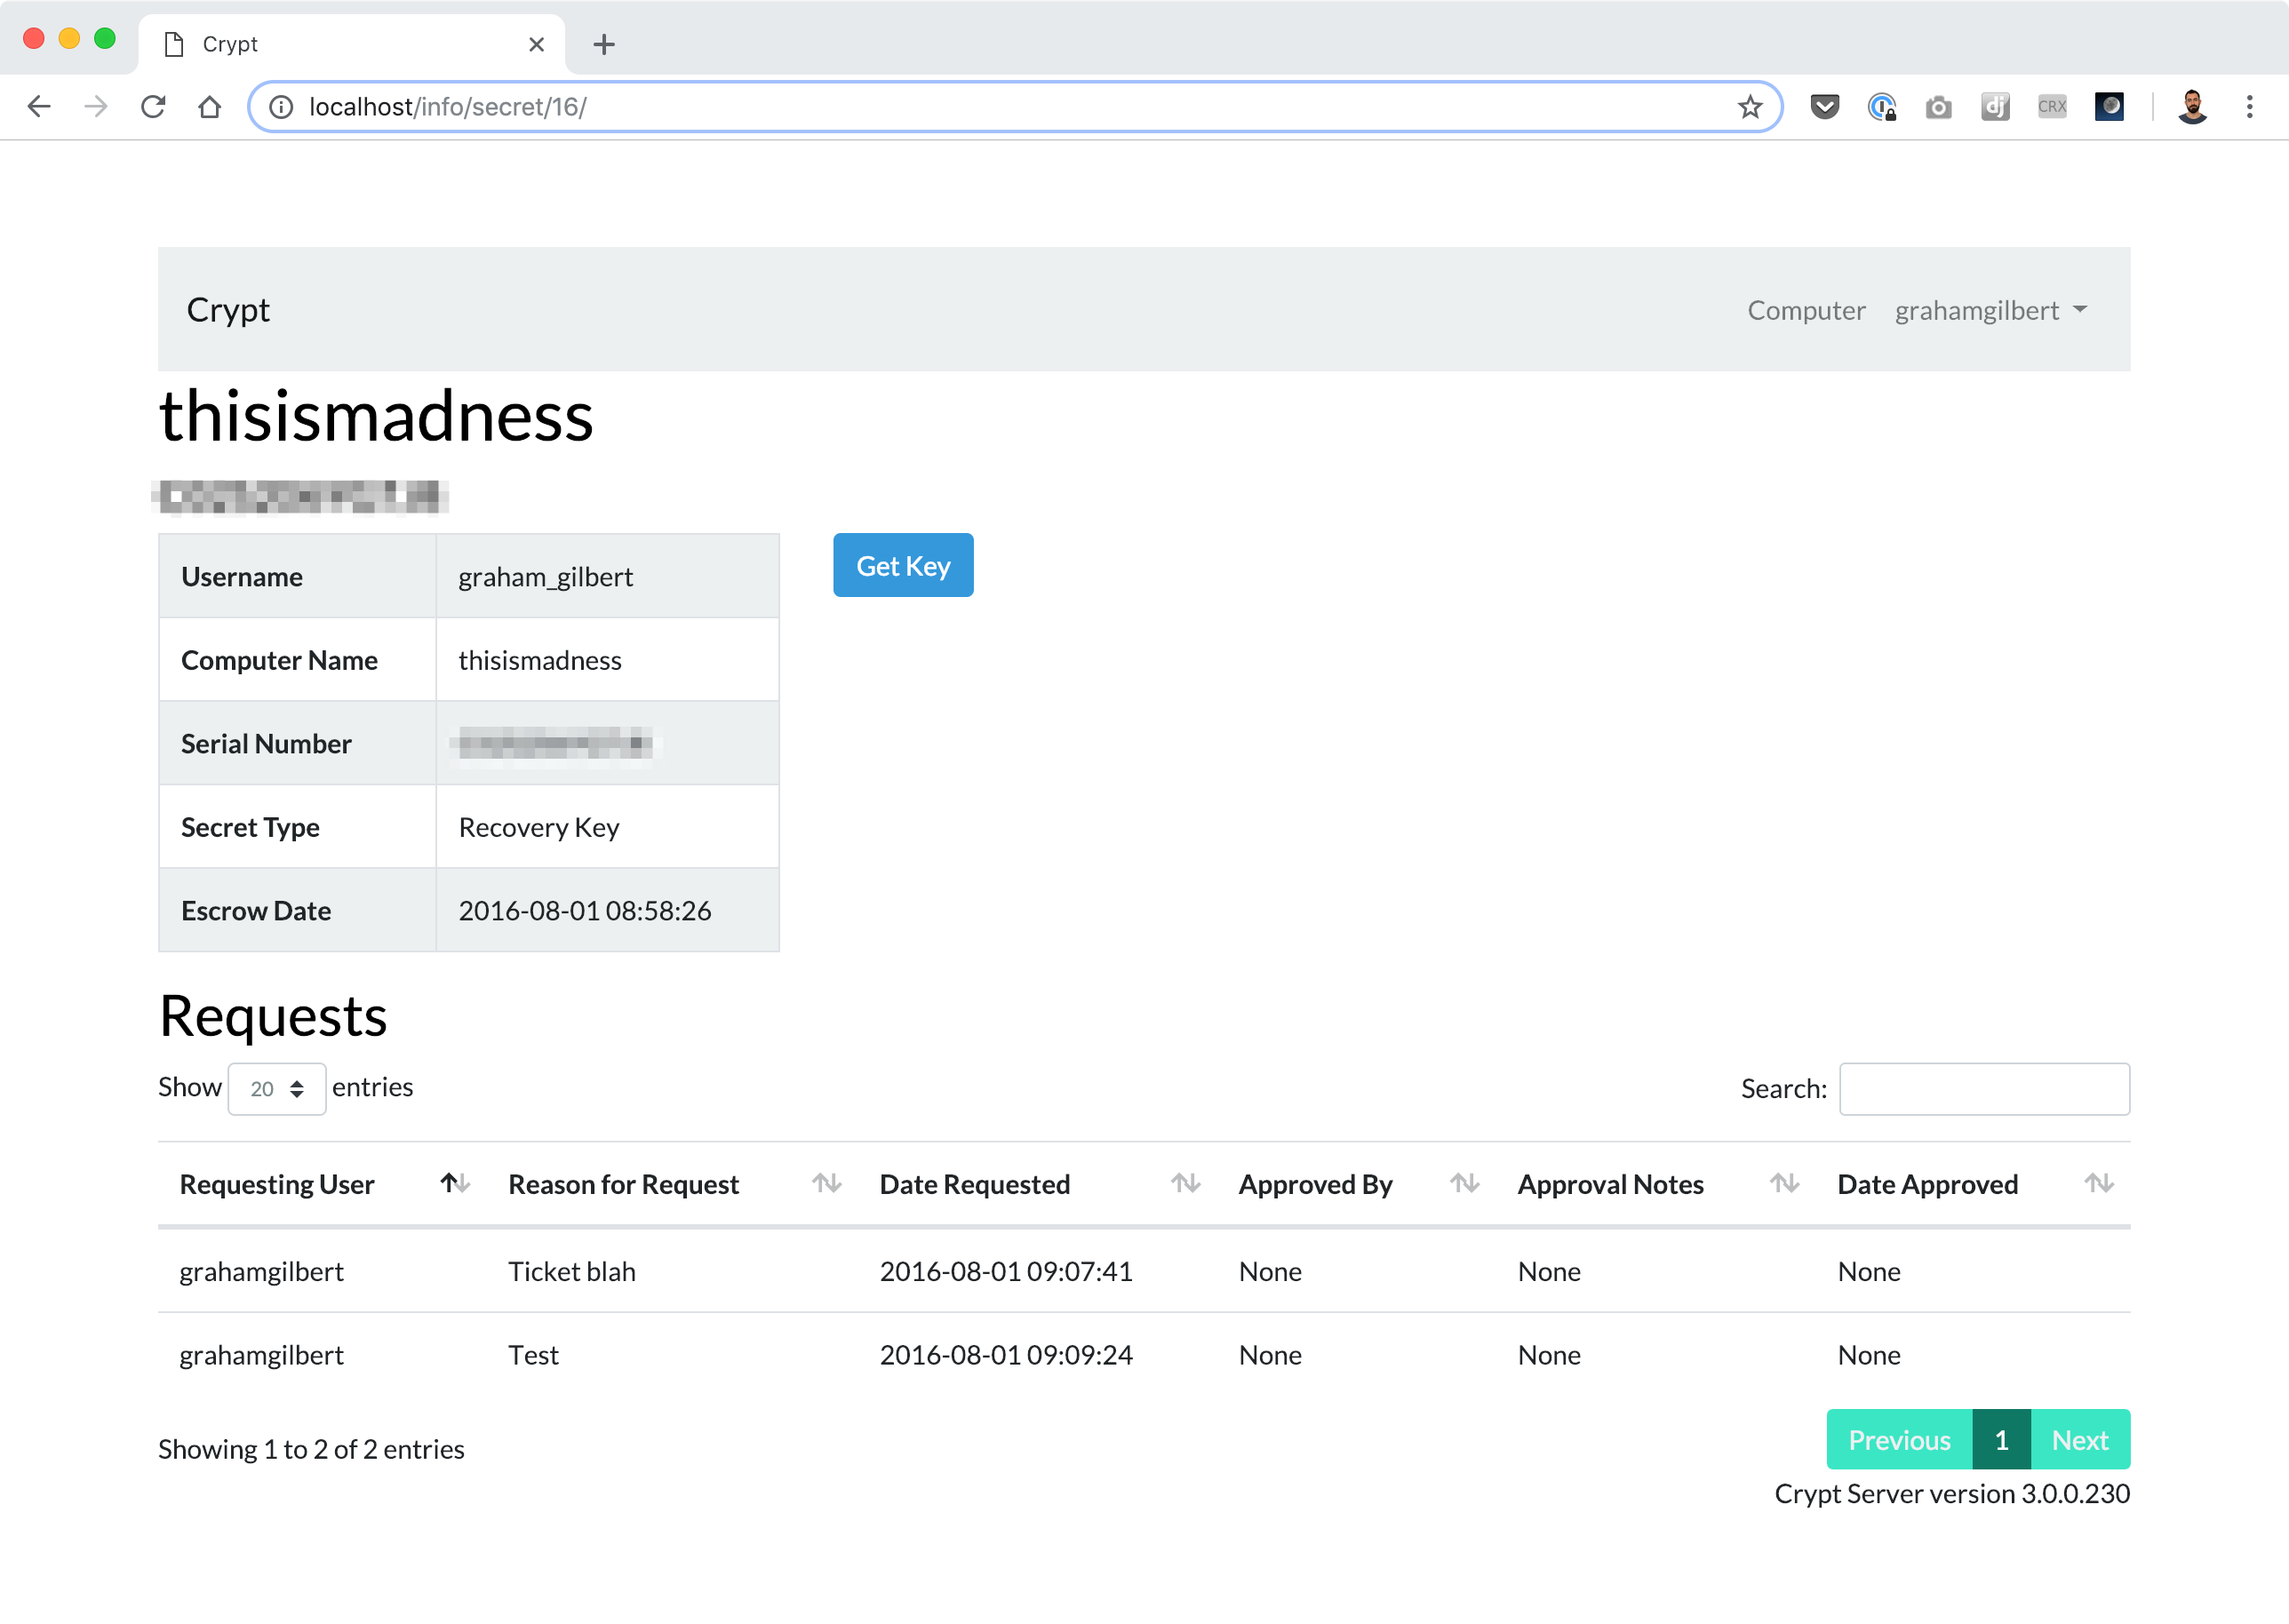 Crypt
localhost/info/secret/16/
dj
CRX
Crypt
Computer grahamgilbert
thisismadness
Username graham_gilbert
Get Key
Computer Name thisismadness
Serial Number
Secret Type Recovery Key
Escrow Date 2016-08-01 08:58:26
Requests
Show 20 entries
Search:
Requesting User Reason for Request Date Requested Approved By Approval Notes Date Approved
grahamgilbert Ticket blah 2016-08-01 09:07:41 None None None
grahamgilbert Test 2016-08-01 09:09:24 None None None
Showing 1 to 2 of 2 entries
Previous 1 Next
Crypt Server version 3.0.0.230